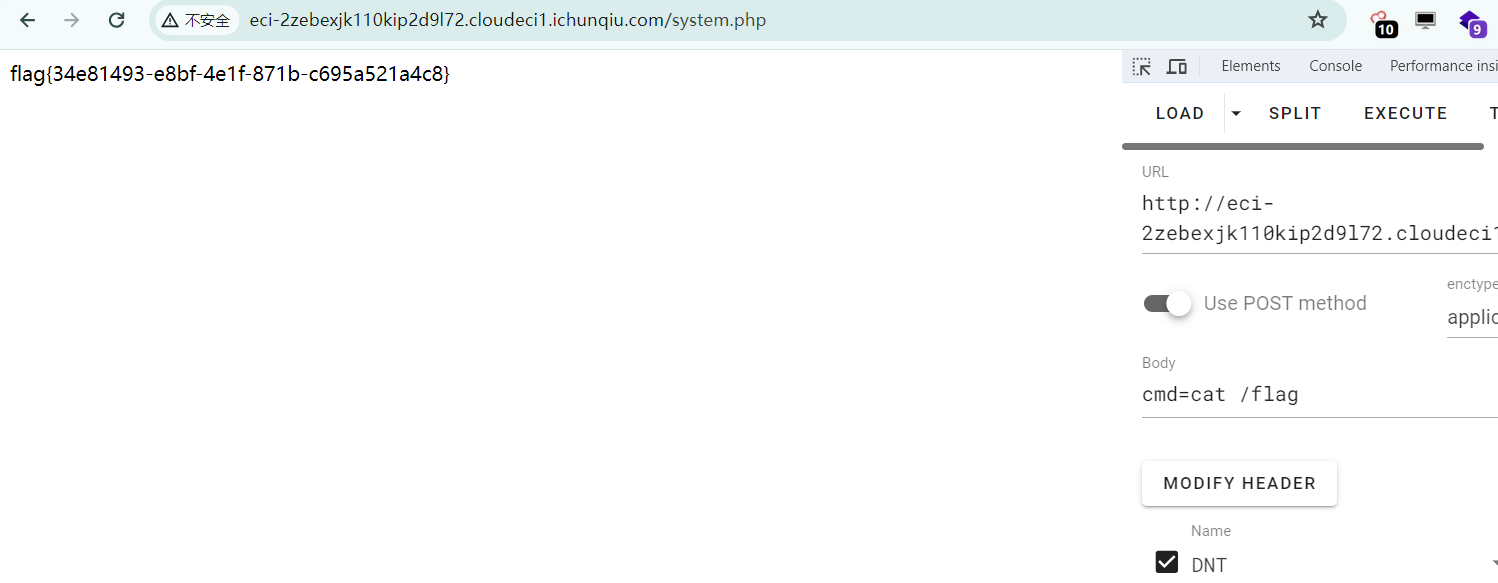 不安全 eci-2zebexjk110kip2d9l72.cloudeci1.ichunqiu.com/system.php
10
9
flag{34e81493-e8bf-4e1f-871b-c695a521a4c8}
Elements Console Performance insi
LOAD SPLIT EXECUTE T
URL
http://eci-
2zebexjk110kip2d9l72.cloudeci1
enctype
Use POST method
applic
Body
cmd=cat /flag
MODIFY HEADER
Name
DNT